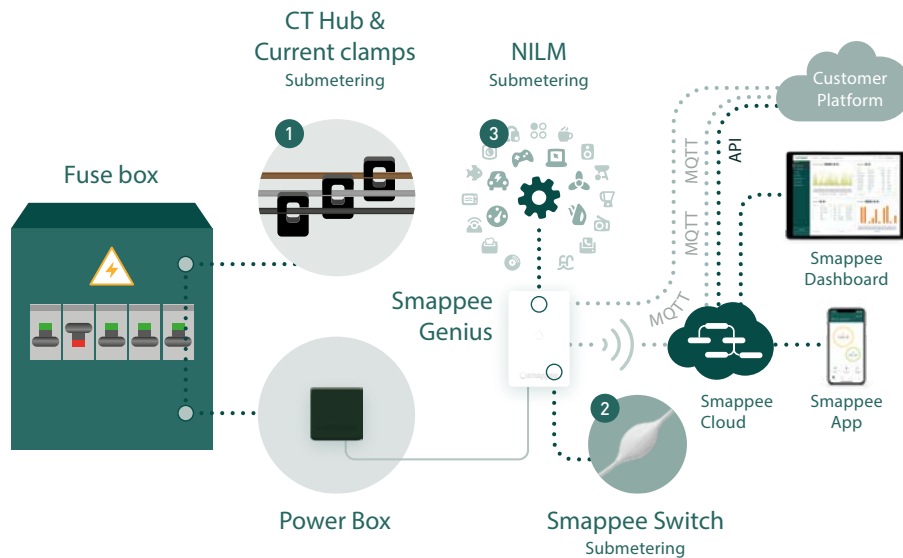 CT Hub &
Current clamps
Submetering
1
NILM
Submetering
3
Customer
Platform
Fuse box
MQTT
API
MQTT
MQTT
Smappee
Dashboard
Smappee
Genius
Smappee
Cloud
Smappee
App
2
Power Box
Smappee Switch
Submetering